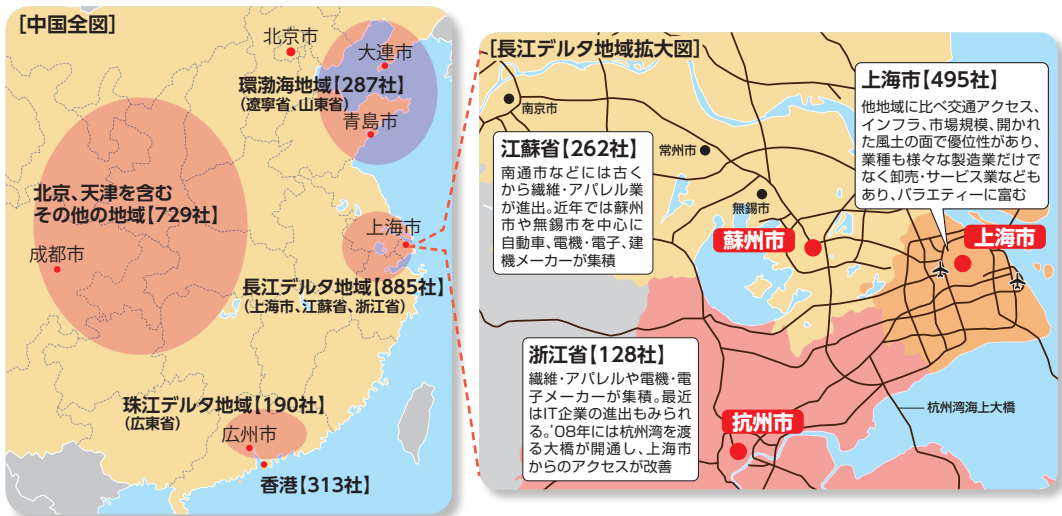 [中国全図]
北京市
大連市
環渤海地域【287社】
(遼寧省、山東省)
青島市
北京、天津を含む
その他の地域【729社】
成都市
上海市
長江デルタ地域【885社】
(上海市、江蘇省、浙江省)
珠江デルタ地域【190社】
(広東省)
広州市
香港【313社】
[長江デルタ地域拡大図]
南京市
常州市
無錫市
江蘇省【262社】
南通市などには古く
から繊維・アパレル業
が進出。近年では蘇州
市や無錫市を中心に
自動車、電機・電子、建
機メーカーが集積
上海市【495社】
他地域に比べ交通アクセス、
インフラ、市場規模、開かれ
た風土の面で優位性があり、
業種も様々な製造業だけで
なく卸売・サービス業なども
あり、バラエティーに富む
蘇州市
上海市
浙江省【128社】
繊維・アパレルや電機・電
子メーカーが集積。最近
はIT企業の進出もみられ
る。'08年には杭州湾を渡
る大橋が開通し、上海市
からのアクセスが改善
杭州市
杭州湾海上大橋